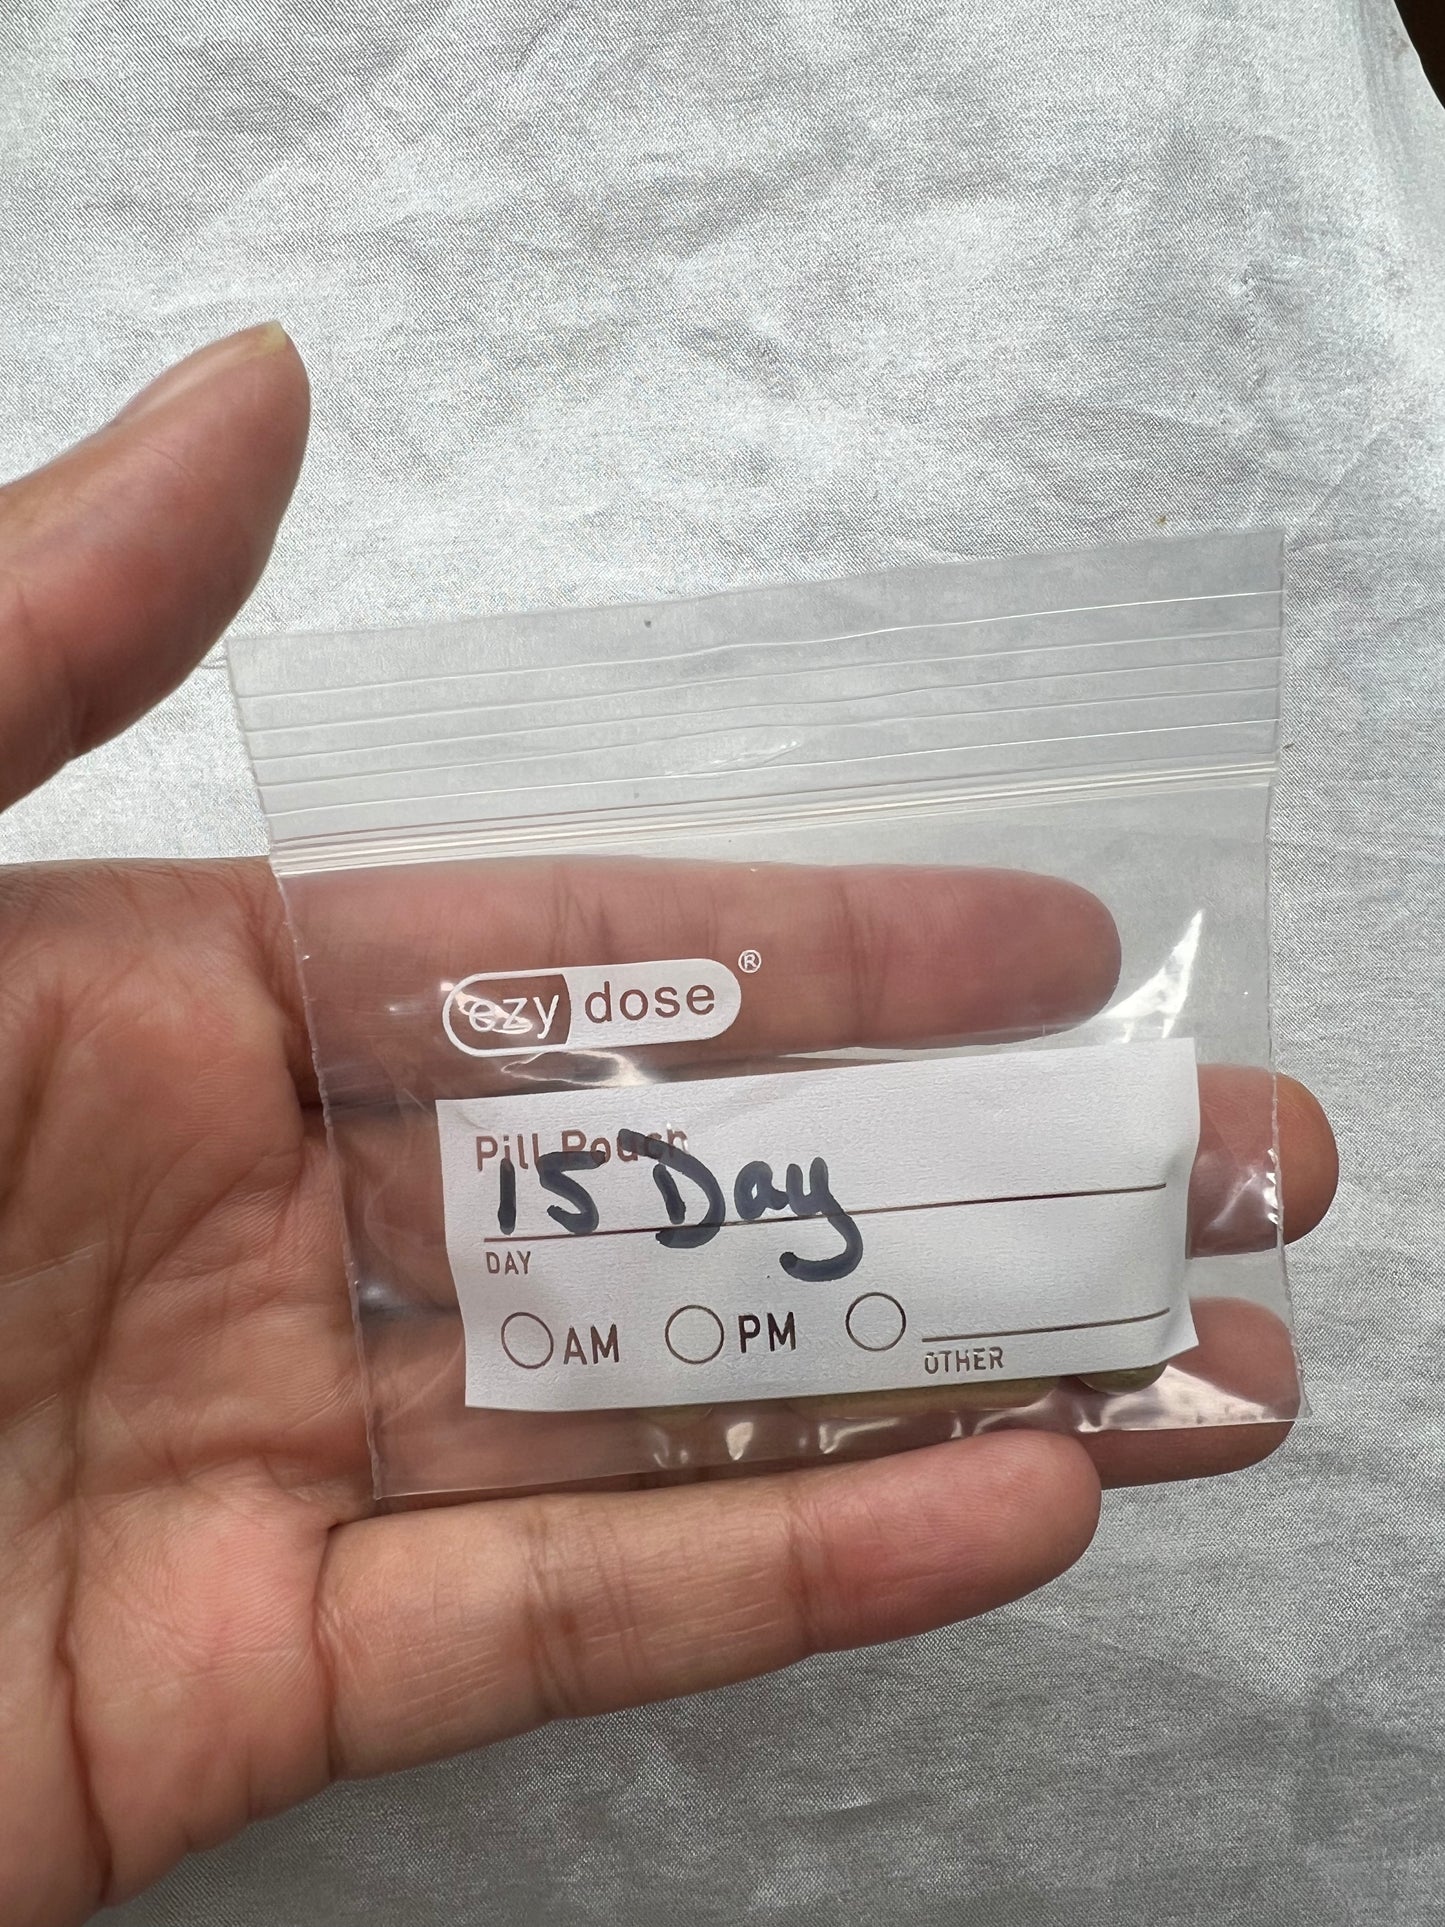 ezy dose®
Pill Pouch
15 Day
DAY
AM PM
OTHER